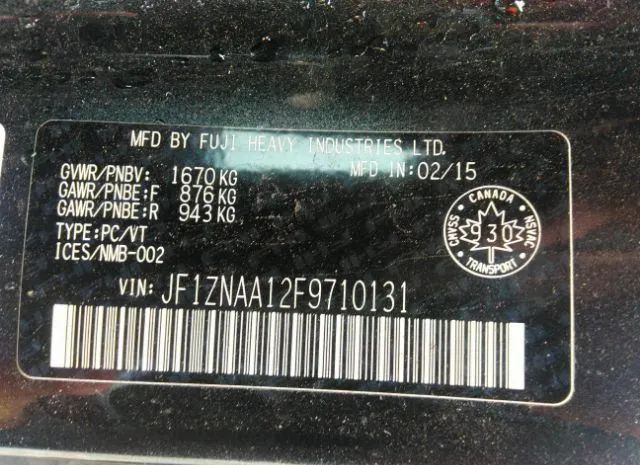 MFD BY FUJI HEAVY INDUSTRIES LTD.
GVWR/PNBV: 1670 KG MFD IN: 02/15
GAWR/PNBE:F 876 KG
GAWR/PNBE:R 943 KG
TYPE:PC/VT
ICES/NMB-002
CANADA
CMVSS 930 NSVAC
TRANSPORT
VIN: JF1ZNAA12F9710131